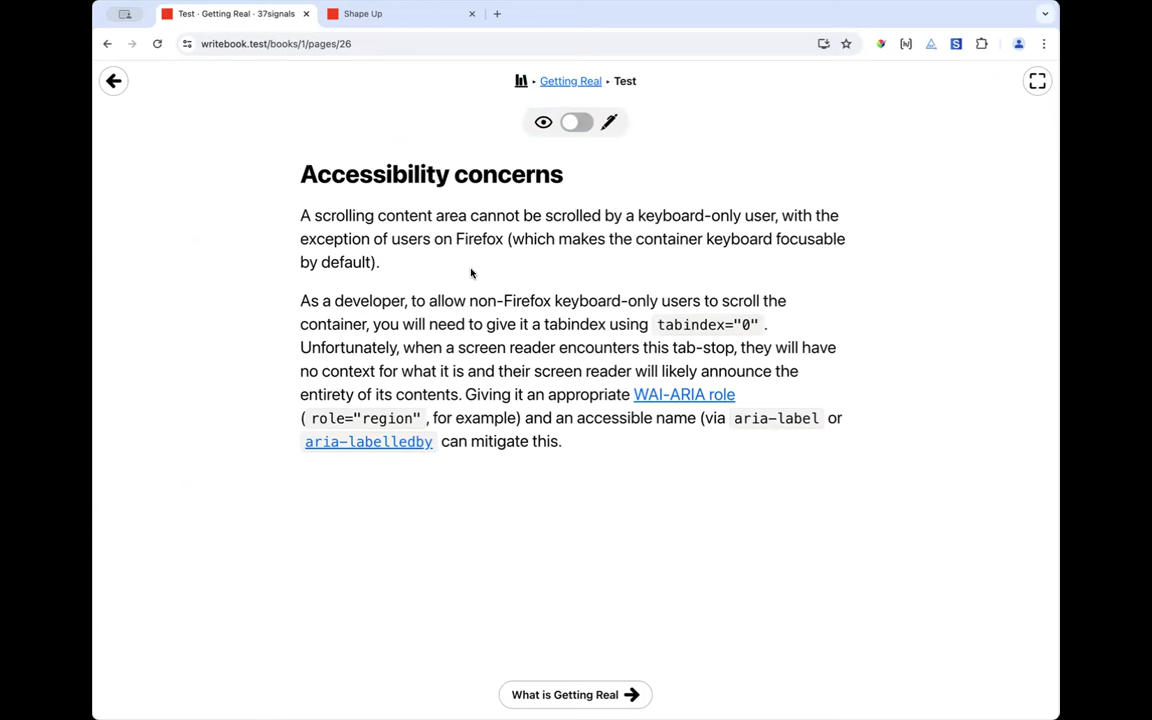 Test · Getting Real · 37signals
Shape Up
writebook.test/books/1/pages/26
Getting Real ▸ Test
Accessibility concerns
A scrolling content area cannot be scrolled by a keyboard-only user, with the
exception of users on Firefox (which makes the container keyboard focusable
by default).
As a developer, to allow non-Firefox keyboard-only users to scroll the
container, you will need to give it a tabindex using tabindex="0".
Unfortunately, when a screen reader encounters this tab-stop, they will have
no context for what it is and their screen reader will likely announce the
entirety of its contents. Giving it an appropriate WAI-ARIA role
(role="region", for example) and an accessible name (via aria-label or
aria-labelledby can mitigate this.
What is Getting Real